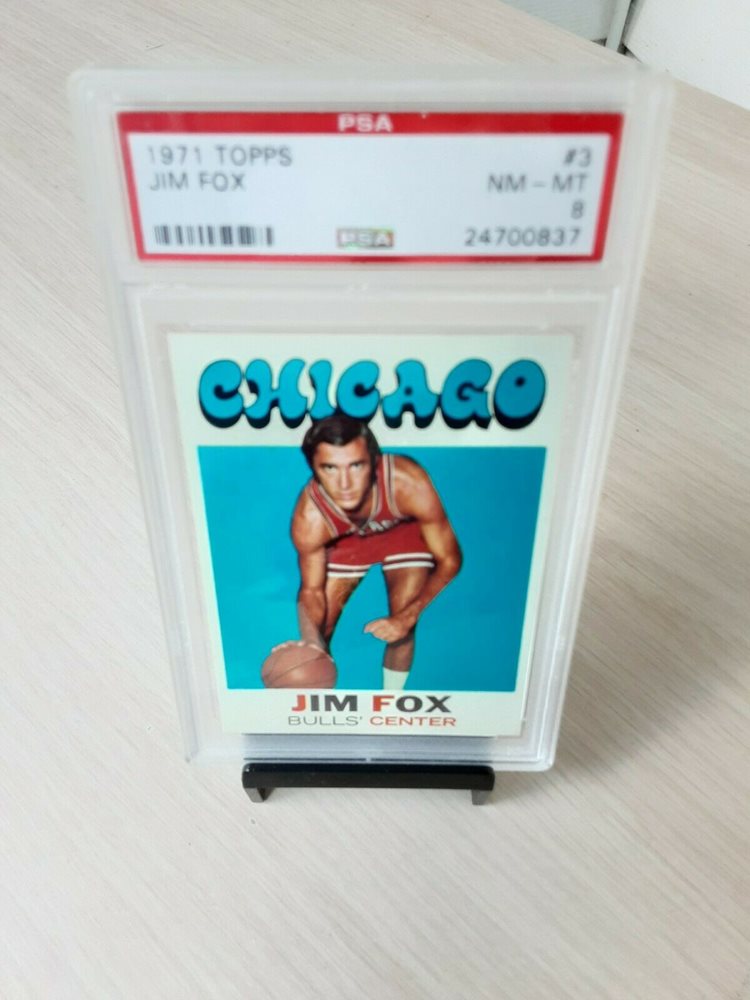 PSA
1971 TOPPS #3
JIM FOX NM - MT
8
PSA 24700837
CHICAGO
JIM FOX
BULLS' CENTER